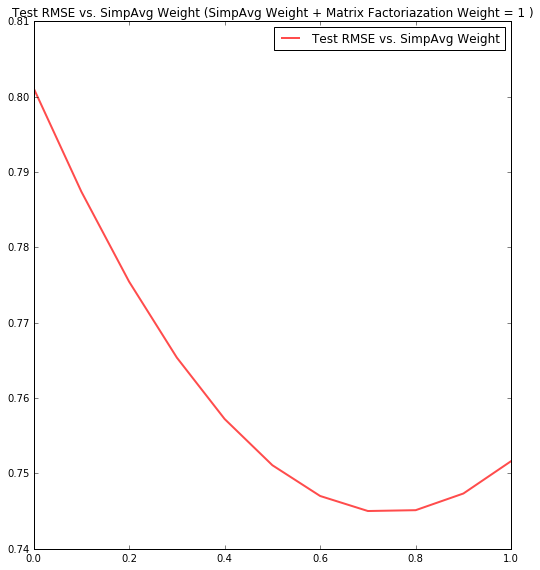 Test RMSE vs. SimpAvg Weight (SimpAvg Weight + Matrix Factoriazation Weight = 1 )
Test RMSE vs. SimpAvg Weight
0.81
0.80
0.79
0.78
0.77
0.76
0.75
0.74
0.0 0.2 0.4 0.6 0.8 1.0